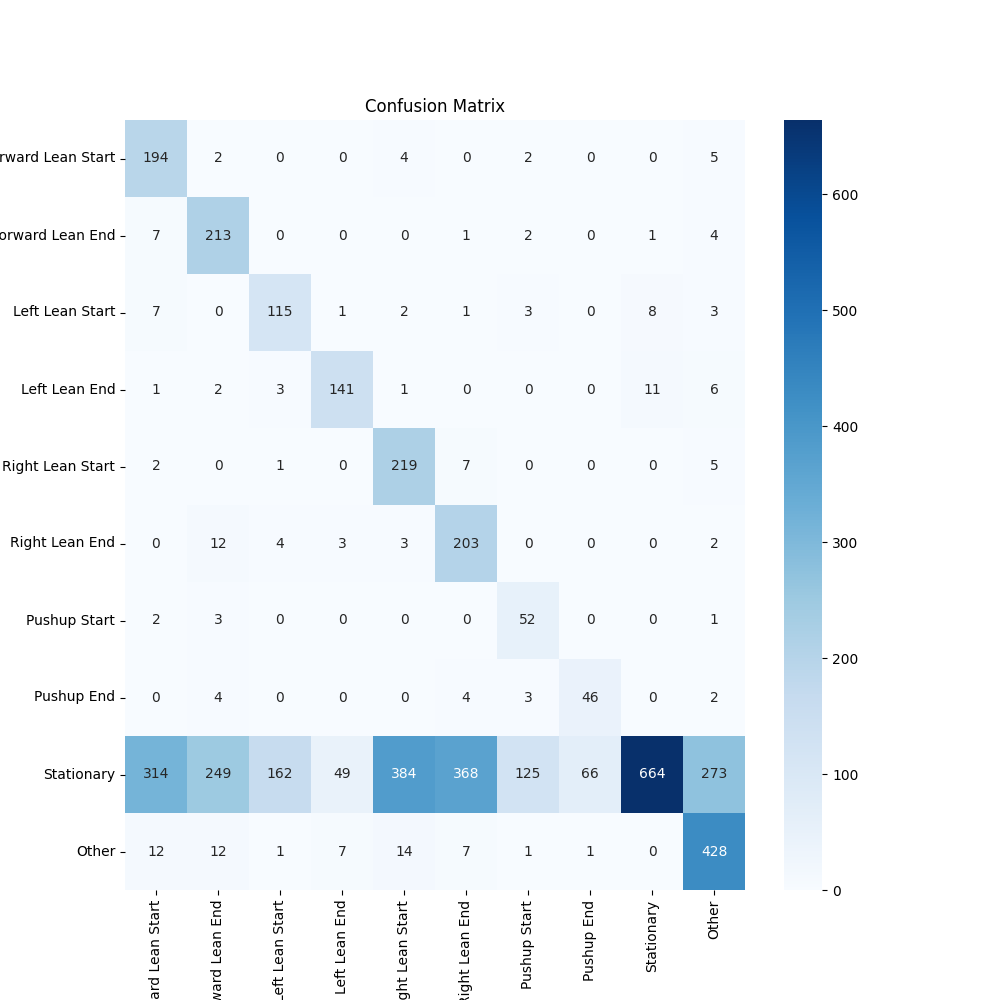 Confusion Matrix
rward Lean Start 194 2 0 0 4 0 2 0 0 5
orward Lean End 7 213 0 0 0 1 2 0 1 4
Left Lean Start 7 0 115 1 2 1 3 0 8 3
Left Lean End 1 2 3 141 1 0 0 0 11 6
Right Lean Start 2 0 1 0 219 7 0 0 0 5
Right Lean End 0 12 4 3 3 203 0 0 0 2
Pushup Start 2 3 0 0 0 0 52 0 0 1
Pushup End 0 4 0 0 0 4 3 46 0 2
Stationary 314 249 162 49 384 368 125 66 664 273
Other 12 12 1 7 14 7 1 1 0 428
ard Lean Start
ward Lean End
Left Lean Start
Left Lean End
ght Lean Start
Right Lean End
Pushup Start
Pushup End
Stationary
Other
600
500
400
300
200
100
0